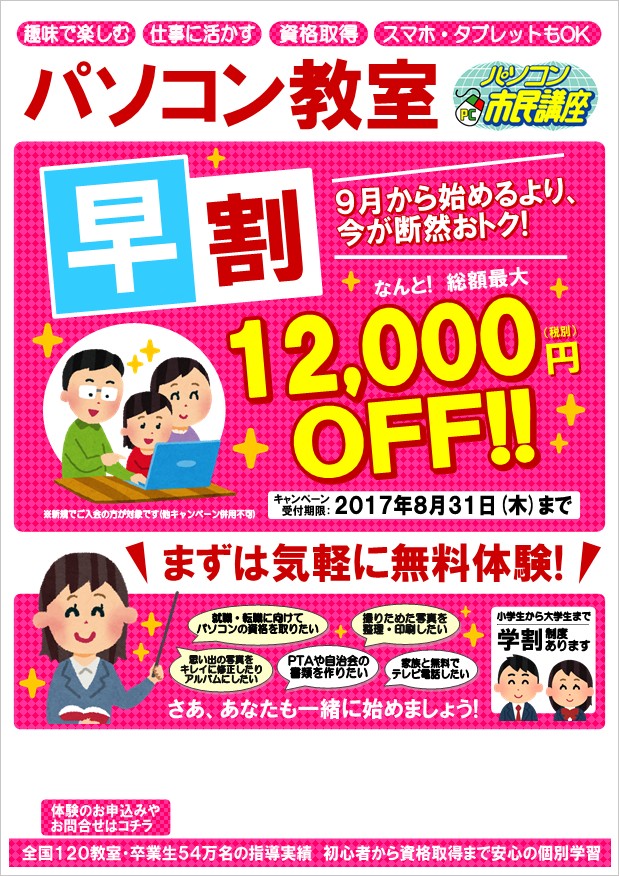 趣味で楽しむ 仕事に活かす 資格取得 スマホ・タブレットもOK
パソコン教室
パソコン
PC
市民講座
早割
9月から始めるより、
今が断然おトク!
なんと! 総額最大
12,000円
(税別)
OFF!!
キャンペーン
受付期限:
2017年8月31日(木)まで
※新規でご入会の方が対象です(他キャンペーン併用不可)
まずは気軽に無料体験!
就職・転職に向けて
パソコンの資格を取りたい
撮りためた写真を
整理・印刷したい
思い出の写真を
キレイに修正したり
アルバムにしたい
PTAや自治会の
書類を作りたい
家族と無料で
テレビ電話したい
小学生から大学生まで
学割制度
あります
さあ、あなたも一緒に始めましょう!
体験のお申込みや
お問合せはコチラ
全国120教室・卒業生54万名の指導実績 初心者から資格取得まで安心の個別学習